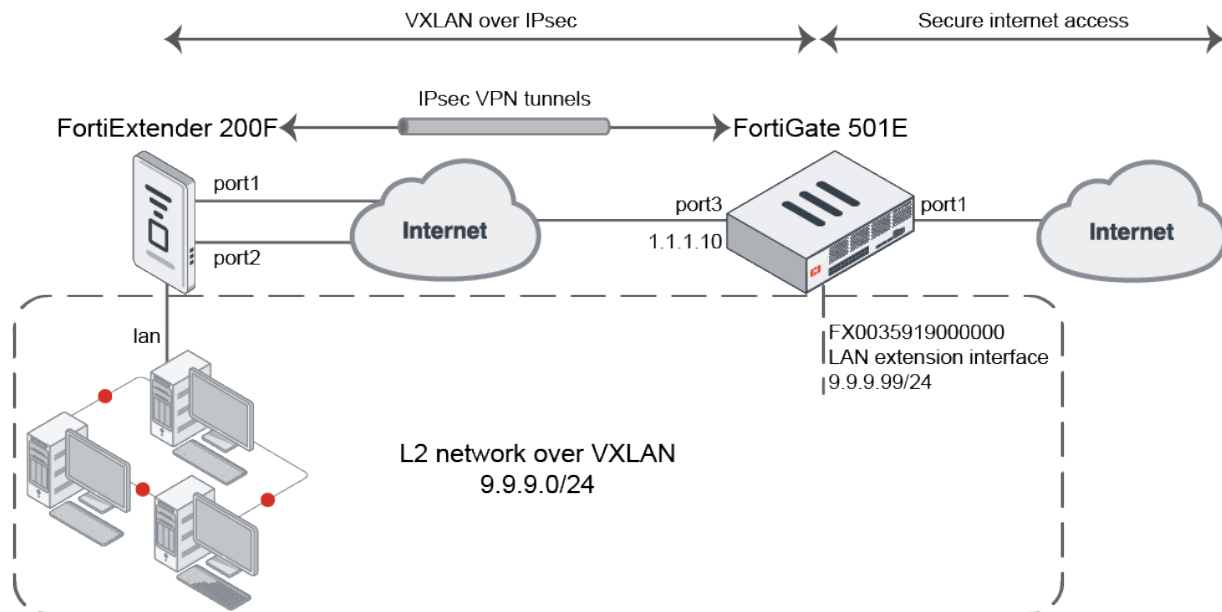 VXLAN over IPsec
Secure internet access
IPsec VPN tunnels
FortiExtender 200F
FortiGate 501E
port1
port2
Internet
port3
1.1.1.10
port1
Internet
lan
FX0035919000000
LAN extension interface
9.9.9.99/24
L2 network over VXLAN
9.9.9.0/24